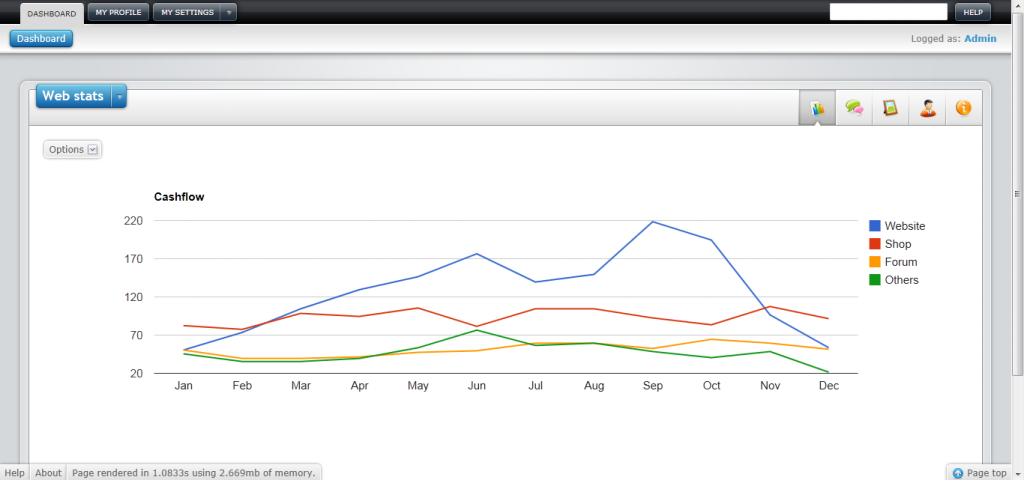 DASHBOARD MY PROFILE MY SETTINGS HELP
Dashboard Logged as: Admin
Web stats
Options
Cashflow
220
170
120
70
20
Jan Feb Mar Apr May Jun Jul Aug Sep Oct Nov Dec
Website
Shop
Forum
Others
Help About Page rendered in 1.0833s using 2.669mb of memory. Page top